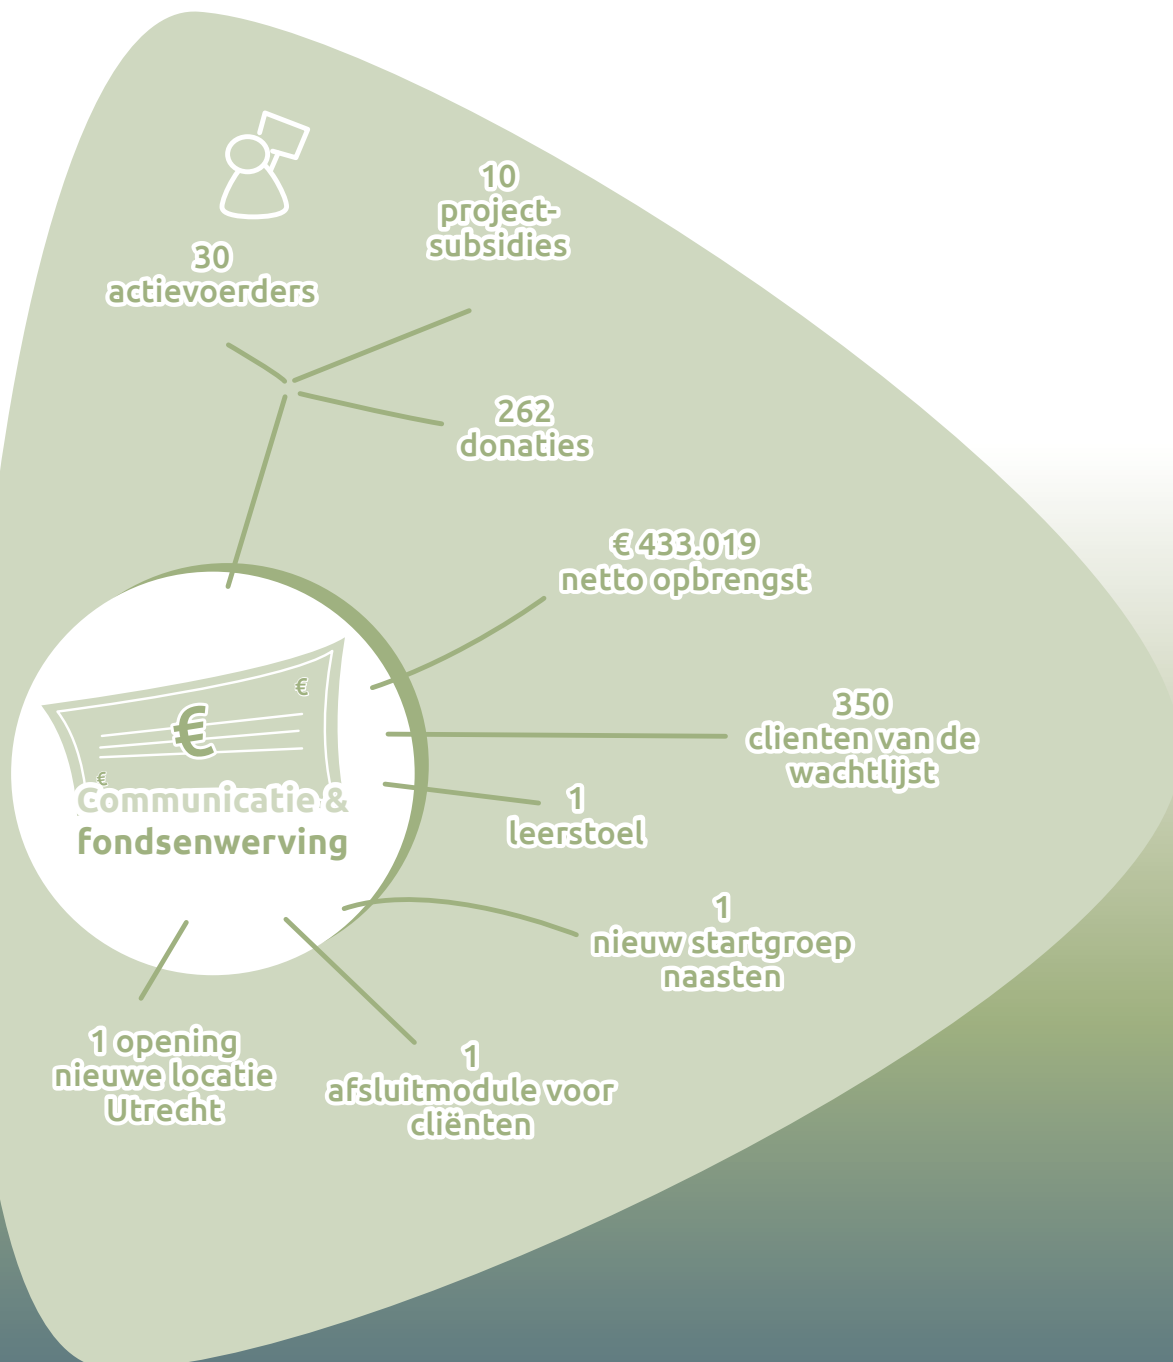 10
project-
subsidies
30
actievoerders
262
donaties
€ 433.019
netto opbrengst
350
clienten van de
wachtlijst
1
leerstoel
€
€
€
Communicatie &
fondsenwerving
1
nieuw startgroep
naasten
1 opening
nieuwe locatie
Utrecht
1
afsluitmodule voor
cliënten